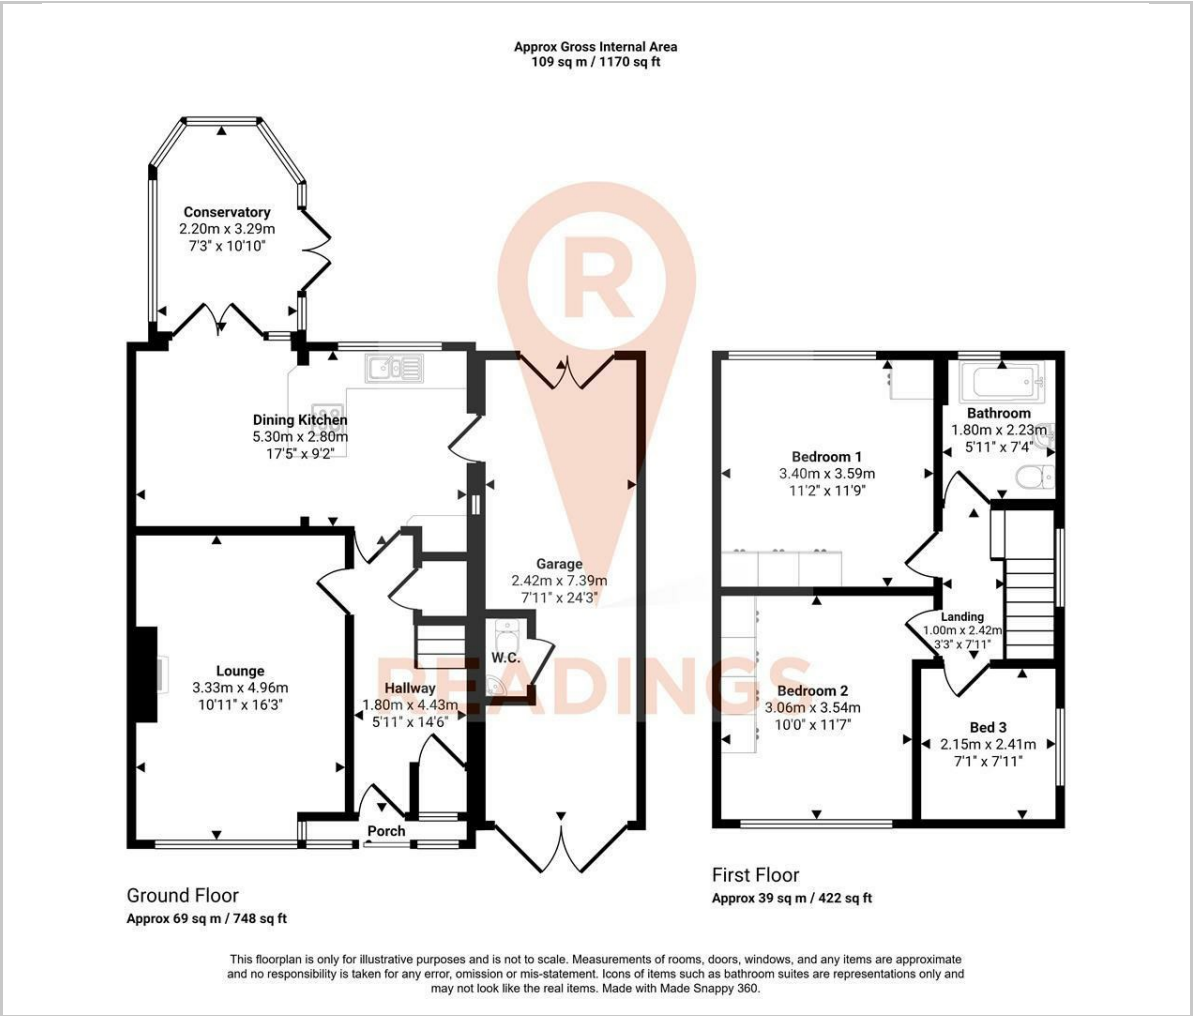 Approx Gross Internal Area
109 sq m / 1170 sq ft
Conservatory
2.20m x 3.29m
7'3" x 10'10"
R
Dining Kitchen
5.30m x 2.80m
17'5" x 9'2"
Garage
2.42m x 7.39m
7'11" x 24'3"
W.C.
Lounge
3.33m x 4.96m
10'11" x 16'3"
Hallway
1.80m x 4.43m
5'11" x 14'6"
Porch
READINGS
Bedroom 1
3.40m x 3.59m
11'2" x 11'9"
Bathroom
1.80m x 2.23m
5'11" x 7'4"
Landing
1.00m x 2.42m
3'3" x 7'11"
Bedroom 2
3.06m x 3.54m
10'0" x 11'7"
Bed 3
2.15m x 2.41m
7'1" x 7'11"
Ground Floor
Approx 69 sq m / 748 sq ft
First Floor
Approx 39 sq m / 422 sq ft
This floorplan is only for illustrative purposes and is not to scale. Measurements of rooms, doors, windows, and any items are approximate
and no responsibility is taken for any error, omission or mis-statement. Icons of items such as bathroom suites are representations only and
may not look like the real items. Made with Made Snappy 360.